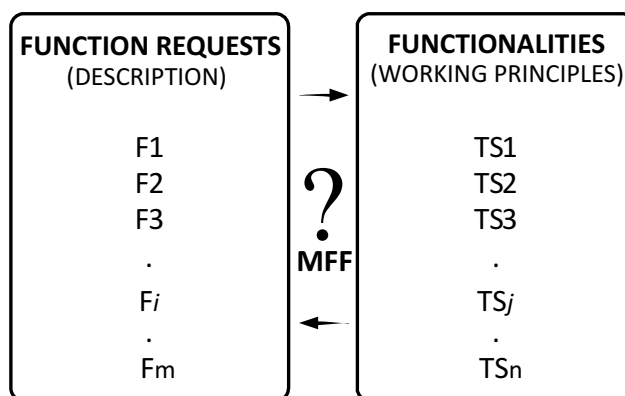 FUNCTION REQUESTS
(DESCRIPTION)
F1
F2
F3
.
Fi
.
Fm
?
MFF
FUNCTIONALITIES
(WORKING PRINCIPLES)
TS1
TS2
TS3
.
TSj
.
TSn